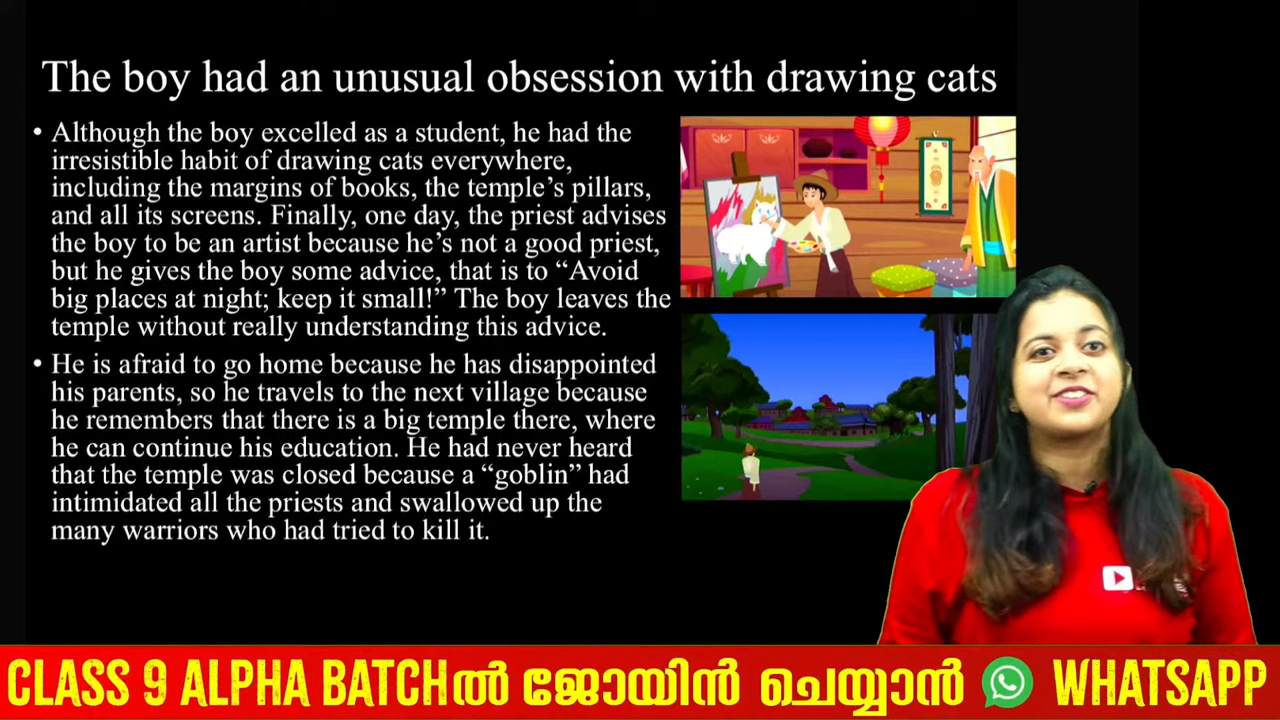 The boy had an unusual obsession with drawing cats
• Although the boy excelled as a student, he had the
irresistible habit of drawing cats everywhere,
including the margins of books, the temple’s pillars,
and all its screens. Finally, one day, the priest advises
the boy to be an artist because he’s not a good priest,
but he gives the boy some advice, that is to “Avoid
big places at night; keep it small!” The boy leaves the
temple without really understanding this advice.
• He is afraid to go home because he has disappointed
his parents, so he travels to the next village because
he remembers that there is a big temple there, where
he can continue his education. He had never heard
that the temple was closed because a “goblin” had
intimidated all the priests and swallowed up the
many warriors who had tried to kill it.
CLASS 9 ALPHA BATCHൽ ജോയിൻ ചെയ്യാൻ WHATSAPP